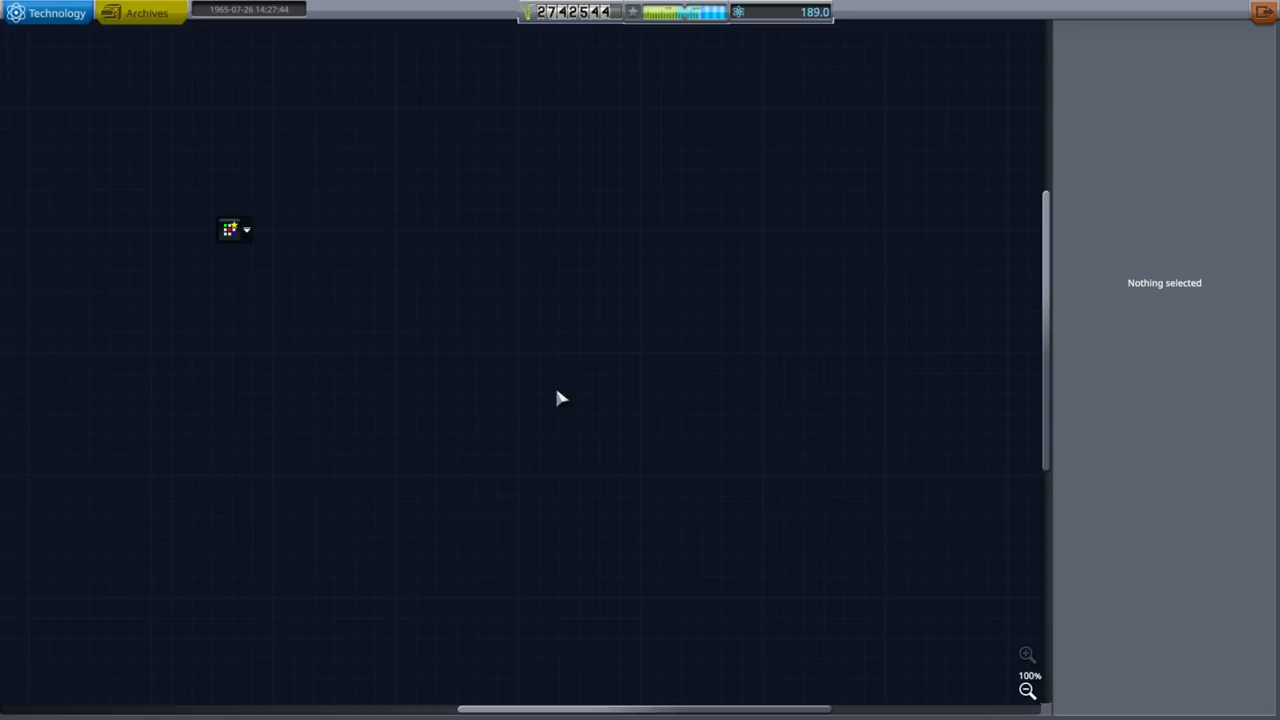 Technology
Archives
1965-07-26 14:27:44
2742544
189.0
Nothing selected
100%